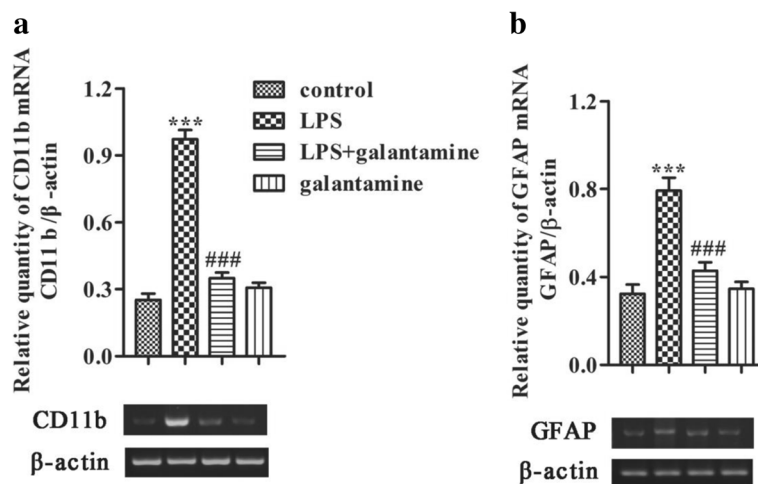 a
Relative quantity of CD11b mRNA
CD11 b/β -actin
1.2
0.9
0.6
0.3
0.0
***
###
control
LPS
LPS+galantamine
galantamine
CD11b
β-actin
b
Relative quantity of GFAP mRNA
GFAP/β-actin
1.2
0.8
0.4
0.0
***
###
GFAP
β-actin